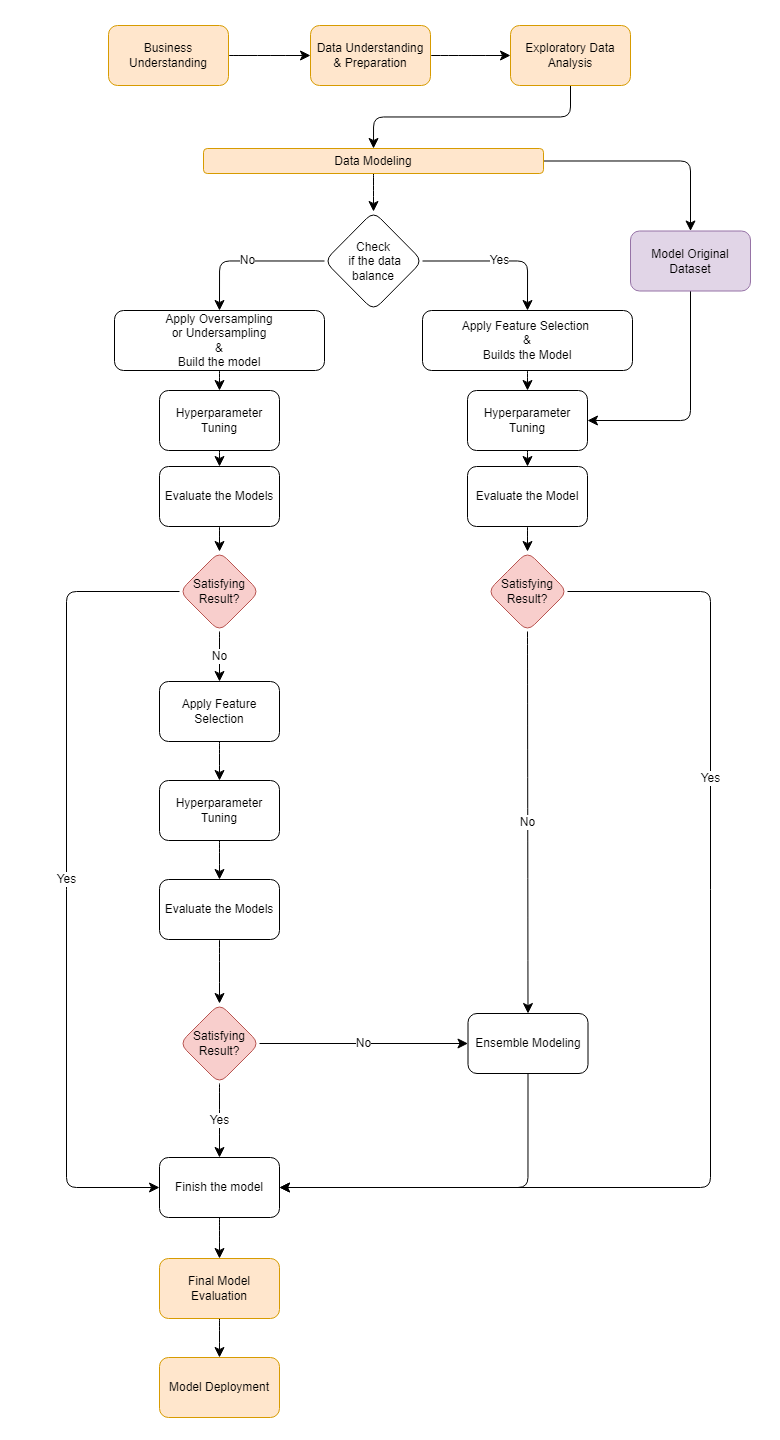 Business
Understanding
Data Understanding
& Preparation
Exploratory Data
Analysis
Data Modeling
Check
if the data
balance
Model Original
Dataset
No
Yes
Apply Oversampling
or Undersampling
&
Build the model
Apply Feature Selection
&
Builds the Model
Hyperparameter
Tuning
Hyperparameter
Tuning
Evaluate the Models
Evaluate the Model
Satisfying
Result?
Satisfying
Result?
No
Apply Feature
Selection
Yes
Hyperparameter
Tuning
No
Yes
Evaluate the Models
Satisfying
Result?
No
Ensemble Modeling
Yes
Finish the model
Final Model
Evaluation
Model Deployment